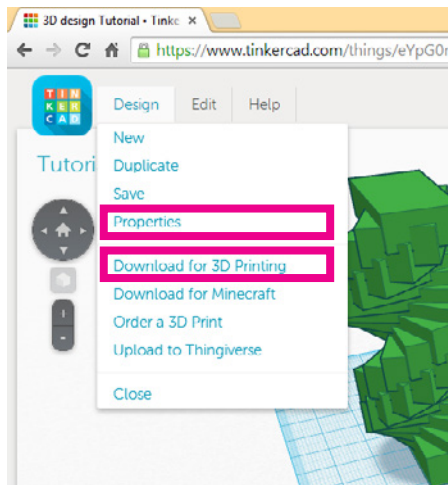 3D design Tutorial • Tinke
https://www.tinkercad.com/things/eYpG0
TIN
KER
CAD
Design Edit Help
Tutori
New
Duplicate
Save
Properties
Download for 3D Printing
Download for Minecraft
Order a 3D Print
Upload to Thingiverse
Close